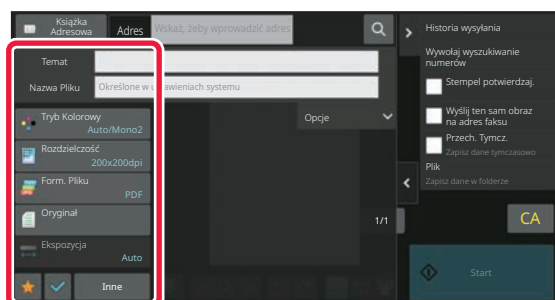 Książka
Adresowa
Adres
Wskaż, żeby wprowadzić adres
Temat
Nazwa Pliku
Określone w ustawieniach systemu
Tryb Kolorowy
Auto/Mono2
Rozdzielczość
200x200dpi
Form. Pliku
PDF
Oryginał
Ekspozycja
Auto
Inne
Opcje
1/1
Historia wysyłania
Wywołaj wyszukiwanie
numerów
Stempel potwierdzaj.
Wyślij ten sam obraz
na adres faksu
Przech. Tymcz.
Zapisz dane tymczasowo
Plik
Zapisz dane w folderze
CA
Start